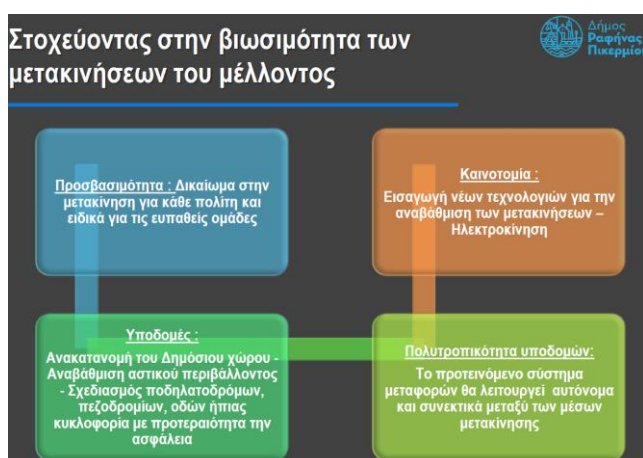 Στοχεύοντας στην βιωσιμότητα των
μετακινήσεων του μέλλοντος
Δήμος
Ραφήνας
Πικερμίου
Προσβασιμότητα : Δικαίωμα στην
μετακίνηση για κάθε πολίτη και
ειδικά για τις ευπαθείς ομάδες
Καινοτομία :
Εισαγωγή νέων τεχνολογιών για την
αναβάθμιση των μετακινήσεων –
Ηλεκτροκίνηση
Υποδομές :
Ανακατανομή του Δημόσιου χώρου -
Αναβάθμιση αστικού περιβάλλοντος
- Σχεδιασμός ποδηλατοδρόμων,
πεζοδρομίων, οδών ήπιας
κυκλοφορία με προτεραιότητα την
ασφάλεια
Πολυτροπικότητα υποδομών:
Το προτεινόμενο σύστημα
μεταφορών θα λειτουργεί αυτόνομα
και συνεκτικά μεταξύ των μέσων
μετακίνησης